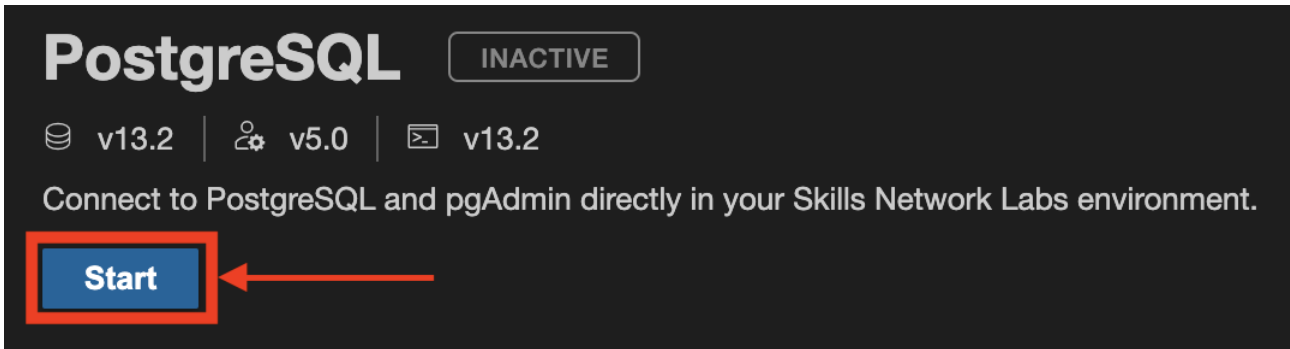 PostgreSQL INACTIVE
v13.2 v5.0 v13.2
Connect to PostgreSQL and pgAdmin directly in your Skills Network Labs environment.
Start